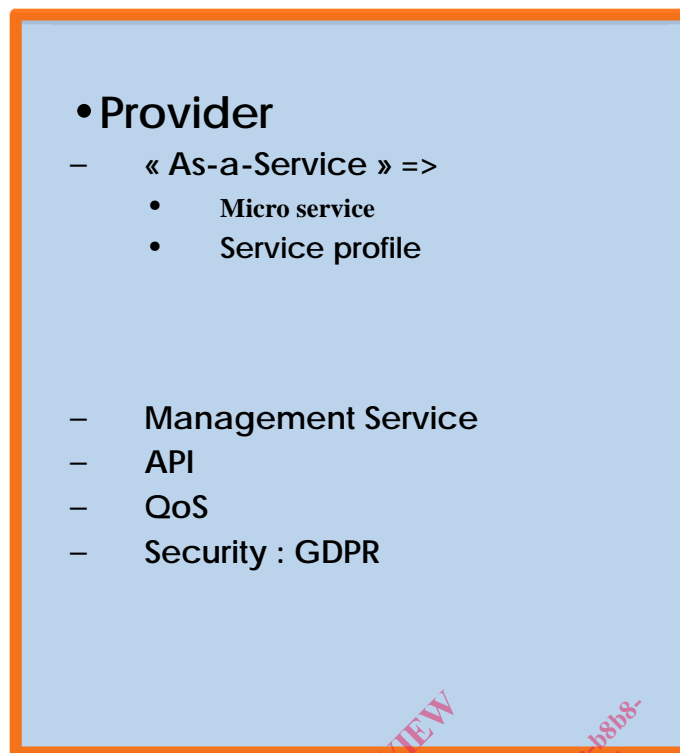 •Provider
– « As-a-Service » =>
• Micro service
• Service profile
– Management Service
– API
– QoS
– Security : GDPR